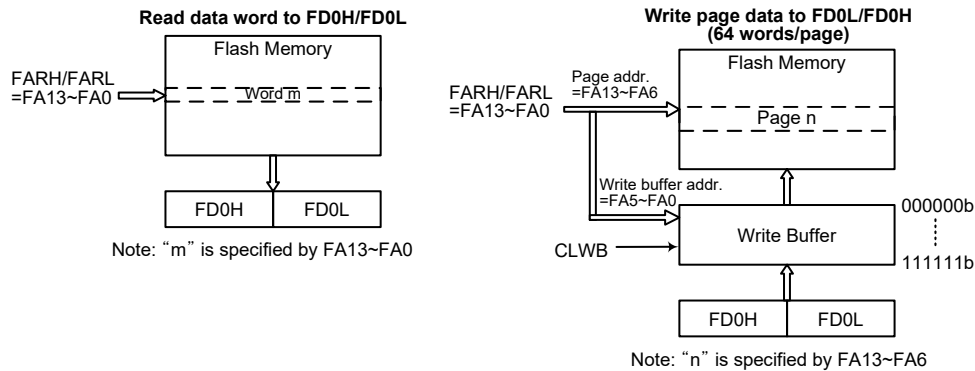 Read data word to FD0H/FD0L
Flash Memory
FARH/FARL
=FA13~FA0
Word m
FD0H
FD0L
Note: “m” is specified by FA13~FA0
Write page data to FD0L/FD0H
(64 words/page)
Flash Memory
FARH/FARL
=FA13~FA0
Page addr.
=FA13~FA6
Page n
Write buffer addr.
=FA5~FA0
CLWB
Write Buffer
000000b
111111b
FD0H
FD0L
Note: “n” is specified by FA13~FA6